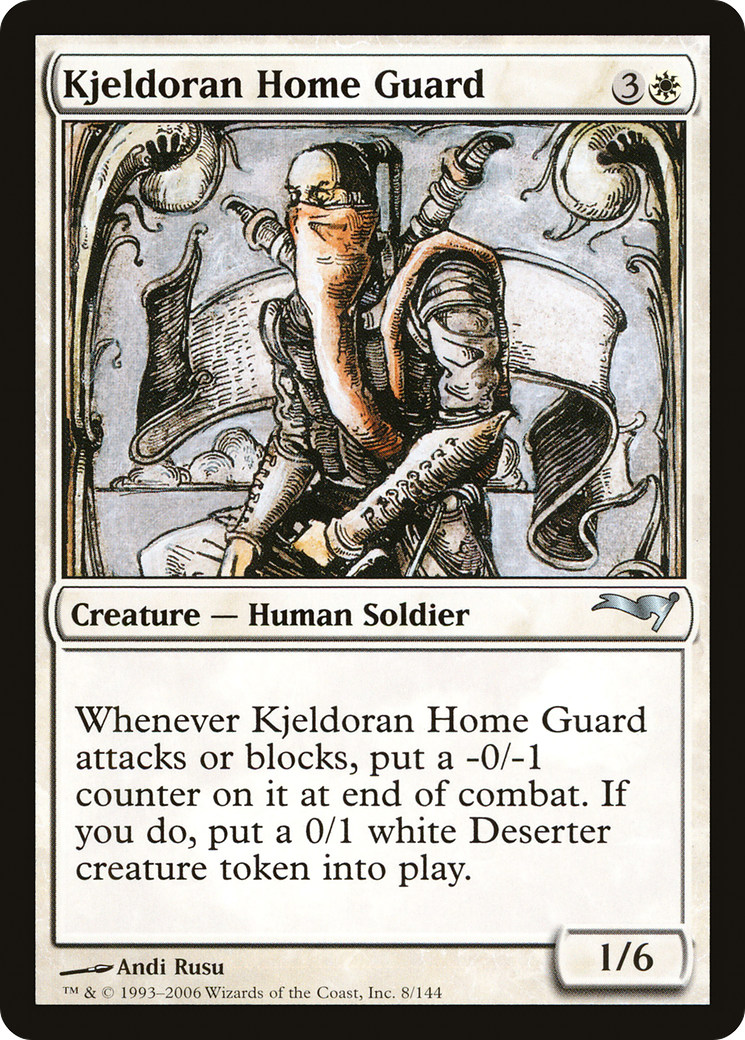 Kjeldoran Home Guard 3
Creature — Human Soldier
Whenever Kjeldoran Home Guard
attacks or blocks, put a -0/-1
counter on it at end of combat. If
you do, put a 0/1 white Deserter
creature token into play.
1/6
Andi Rusu
™ & © 1993–2006 Wizards of the Coast, Inc. 8/144